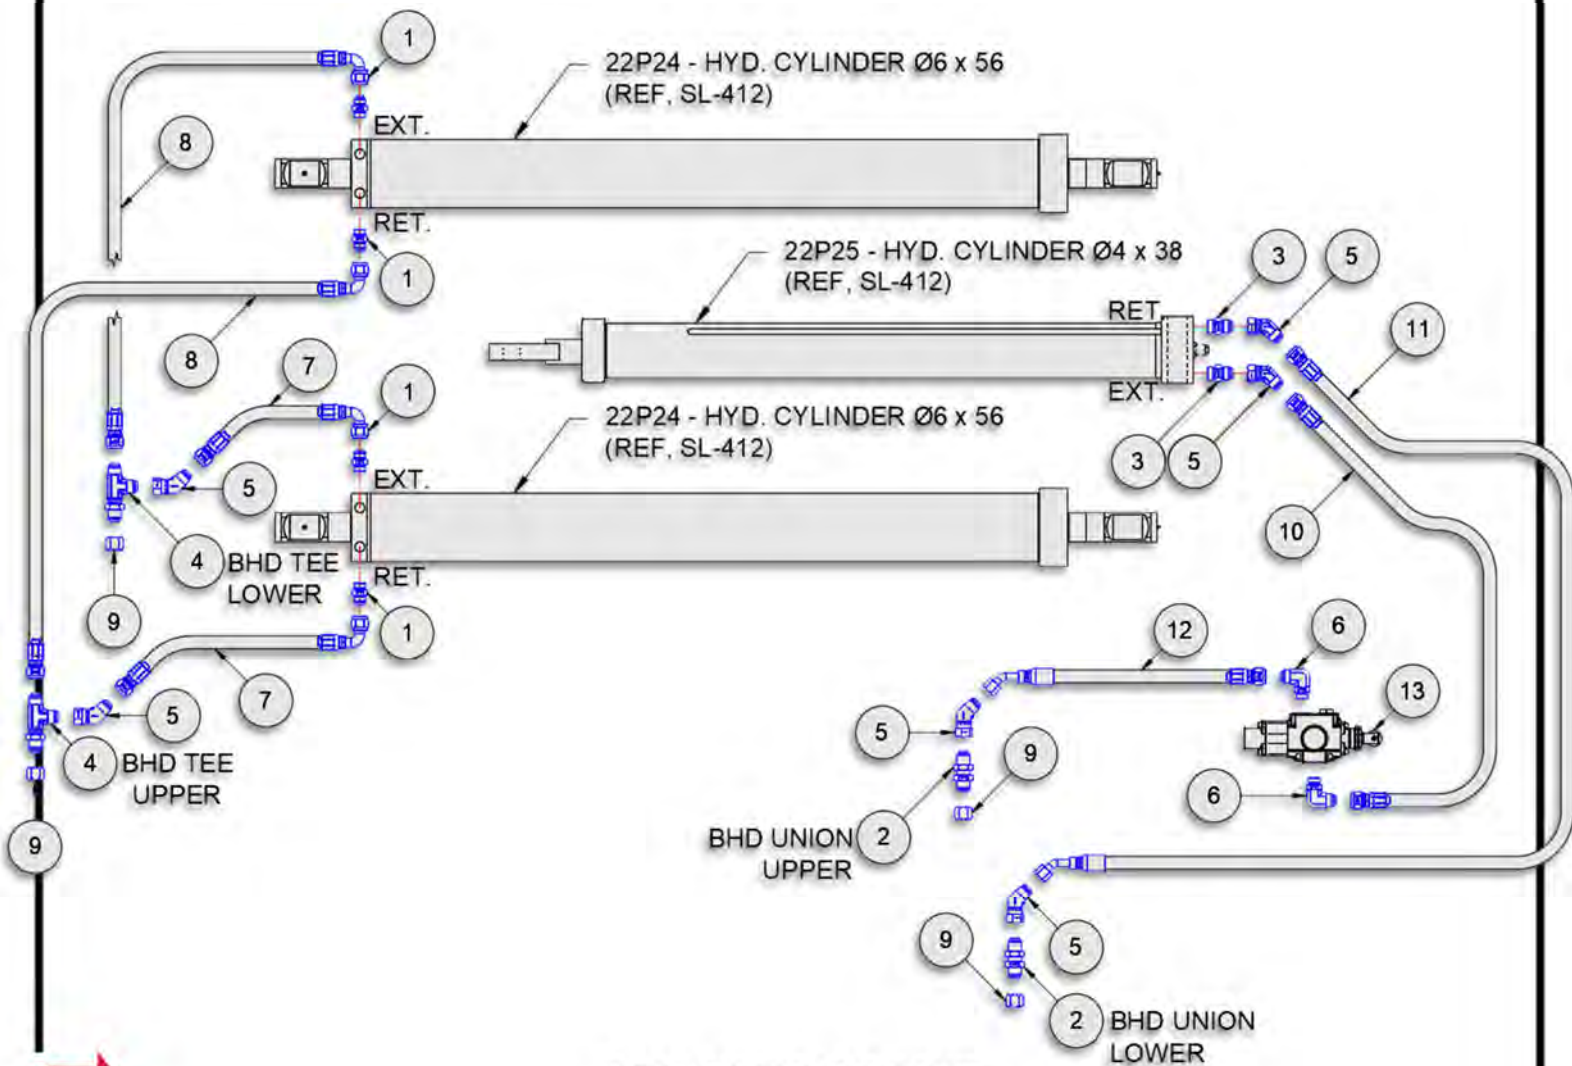 1
22P24 - HYD. CYLINDER Ø6 x 56
(REF, SL-412)
EXT.
8
RET.
1
22P25 - HYD. CYLINDER Ø4 x 38
(REF, SL-412)
3
5
RET.
11
8
7
1
EXT.
22P24 - HYD. CYLINDER Ø6 x 56
(REF, SL-412)
3
5
EXT.
5
10
4
BHD TEE
LOWER
RET.
9
1
12
6
7
5
13
4
BHD TEE
UPPER
5
9
6
9
BHD UNION
UPPER
2
9
5
2
BHD UNION
LOWER